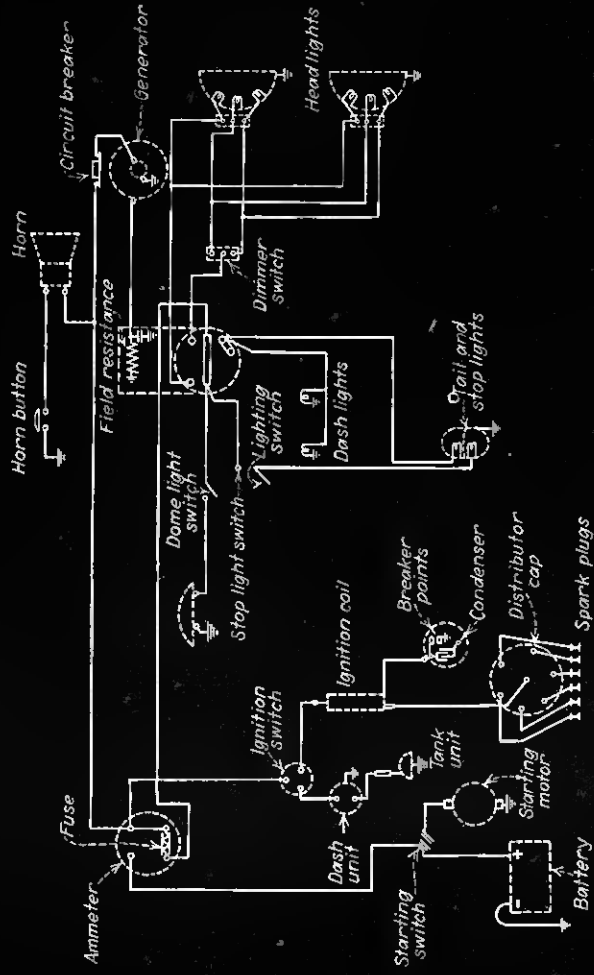 Ammeter
Fuse
Horn button
Horn
Circuit breaker
Generator
Field resistance
Head lights
Dimmer
switch
Dome light
switch
Lighting
switch
Stop light switch
Dash lights
Tail and
stop lights
Ignition
switch
Ignition coil
Breaker
points
Condenser
Distributor
cap
Spark plugs
Dash
unit
Tank
unit
Starting
switch
Starting
motor
+
-
Battery